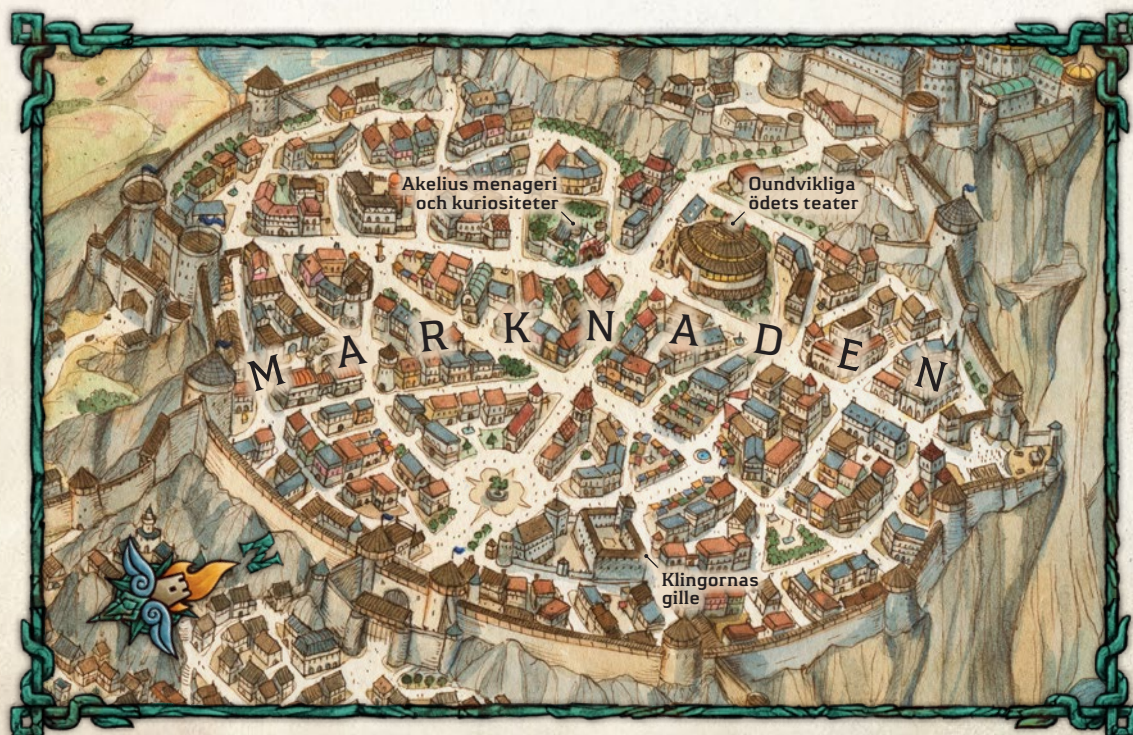 Akelius menageri
och kuriositeter
Oundvikliga
ödets teater
MARKNADEN
Klingornas
gille
N